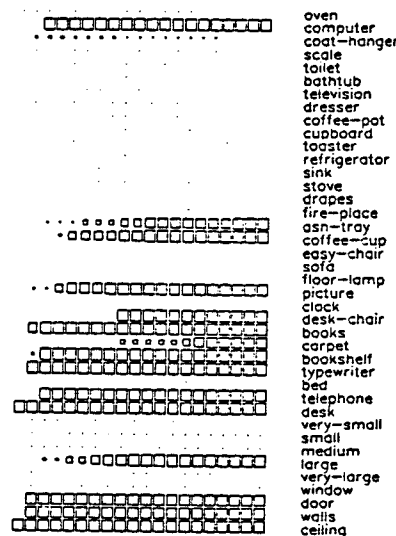 oven
computer
coat-hanger
scale
toilet
bathtub
television
dresser
coffee-pot
cupboard
toaster
refrigerator
sink
stove
drapes
fire-place
asn-tray
coffee-cup
easy-chair
sofa
floor-lamp
picture
clock
desk-chair
books
carpet
bookshelf
typewriter
bed
telephone
desk
very-small
small
medium
large
very-large
window
door
walls
ceiling